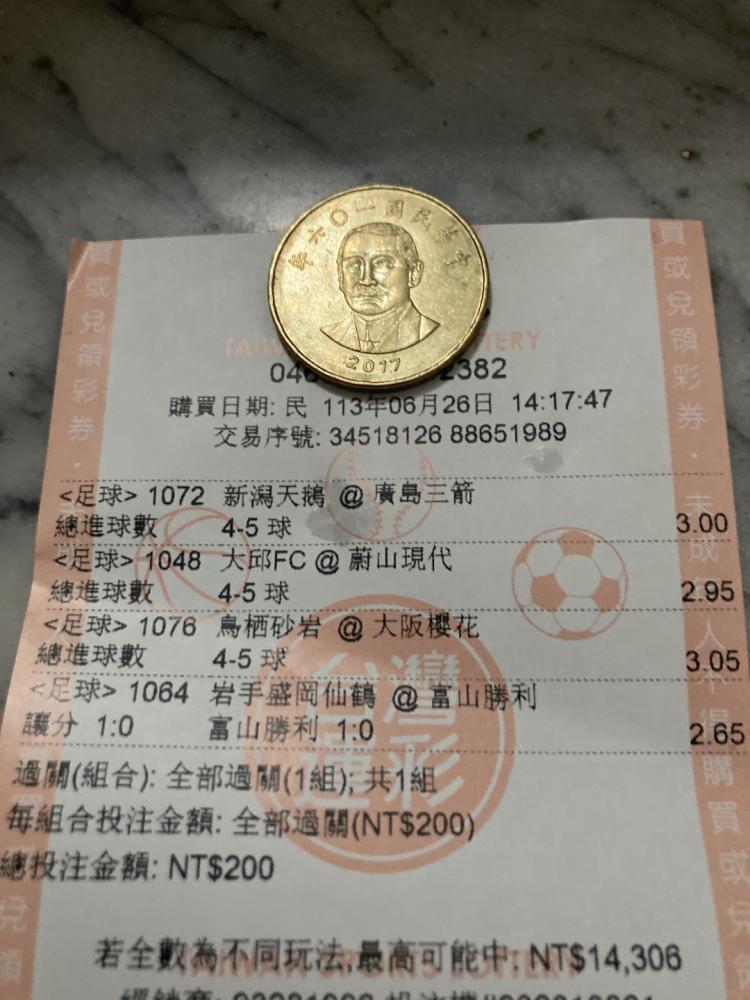 中華民國一〇六年
2017
TAIW
TTERY
046
2382
購買日期: 民 113年06月26日 14:17:47
交易序號: 34518126 88651989
<足球> 1072 新潟天鵝 @ 廣島三箭
總進球數 4-5 球 3.00
<足球> 1048 大邱FC @ 蔚山現代
總進球數 4-5 球 2.95
<足球> 1076 鳥栖砂岩 @ 大阪櫻花
總進球數 4-5 球 3.05
<足球> 1064 岩手盛岡仙鶴 @ 富山勝利
讓分 1:0 富山勝利 1:0 2.65
過關(組合): 全部過關(1組), 共1組
每組合投注金額: 全部過關(NT$200)
總投注金額: NT$200
若全數為不同玩法,最高可能中: NT$14,306
台灣運彩
買或兌領彩券
買或兌領彩券・未成
人不得購買或